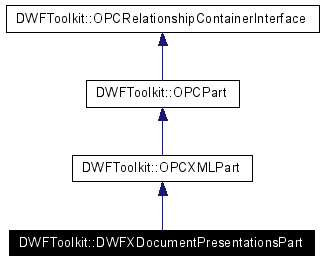 DWFToolkit::OPCRelationshipContainerInterface
DWFToolkit::OPCPart
DWFToolkit::OPCXMLPart
DWFToolkit::DWFXDocumentPresentationsPart